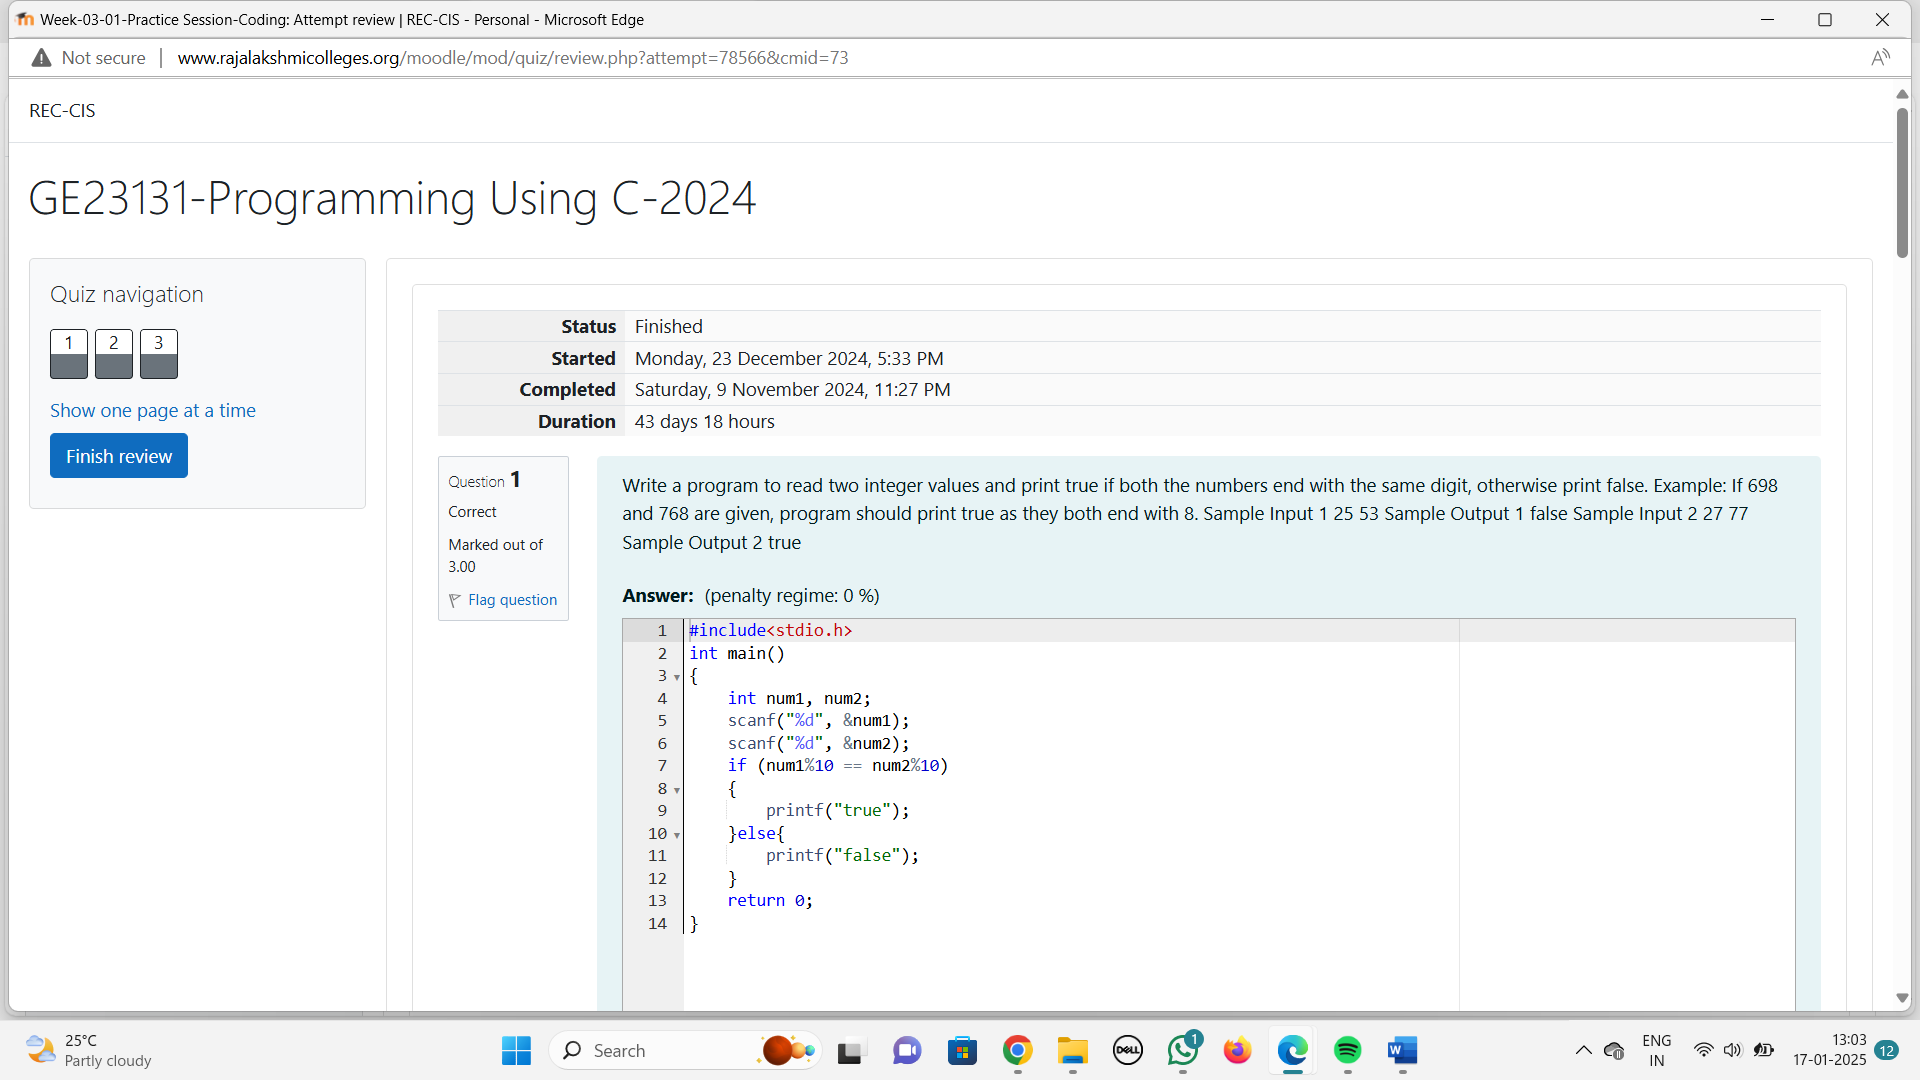 Week-03-01-Practice Session-Coding: Attempt review | REC-CIS - Personal - Microsoft Edge
Not secure | www.rajalakshmicolleges.org/moodle/mod/quiz/review.php?attempt=78566&cmid=73
REC-CIS
GE23131-Programming Using C-2024
Quiz navigation
1 2 3
Show one page at a time
Finish review
Status Finished
Started Monday, 23 December 2024, 5:33 PM
Completed Saturday, 9 November 2024, 11:27 PM
Duration 43 days 18 hours
Question 1
Correct
Marked out of
3.00
Flag question
Write a program to read two integer values and print true if both the numbers end with the same digit, otherwise print false. Example: If 698
and 768 are given, program should print true as they both end with 8. Sample Input 1 25 53 Sample Output 1 false Sample Input 2 27 77
Sample Output 2 true
Answer: (penalty regime: 0 %)
1 #include<stdio.h>
2 int main()
3 {
4     int num1, num2;
5     scanf("%d", &num1);
6     scanf("%d", &num2);
7     if (num1%10 == num2%10)
8     {
9         printf("true");
10     }else{
11         printf("false");
12     }
13     return 0;
14 }
25°C
Partly cloudy
Search
DELL
1
W
ENG
IN
13:03
17-01-2025
12